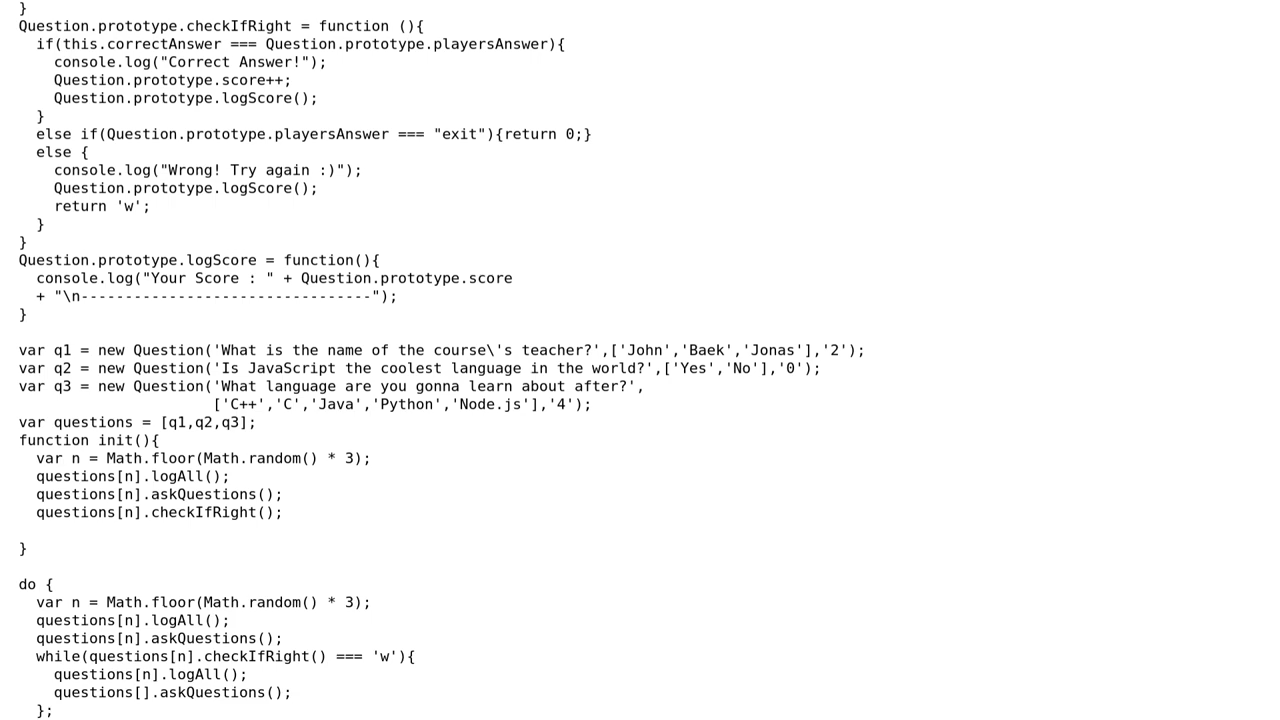 }
Question.prototype.checkIfRight = function (){
  if(this.correctAnswer === Question.prototype.playersAnswer){
    console.log("Correct Answer!");
    Question.prototype.score++;
    Question.prototype.logScore();
  }
  else if(Question.prototype.playersAnswer === "exit"){return 0;}
  else {
    console.log("Wrong! Try again :)");
    Question.prototype.logScore();
    return 'w';
  }
}
Question.prototype.logScore = function(){
  console.log("Your Score : " + Question.prototype.score
  + "\n---------------------------------");
}

var q1 = new Question('What is the name of the course\'s teacher?',['John','Baek','Jonas'],'2');
var q2 = new Question('Is JavaScript the coolest language in the world?',['Yes','No'],'0');
var q3 = new Question('What language are you gonna learn about after?',
                      ['C++','C','Java','Python','Node.js'],'4');
var questions = [q1,q2,q3];
function init(){
  var n = Math.floor(Math.random() * 3);
  questions[n].logAll();
  questions[n].askQuestions();
  questions[n].checkIfRight();

}

do {
  var n = Math.floor(Math.random() * 3);
  questions[n].logAll();
  questions[n].askQuestions();
  while(questions[n].checkIfRight() === 'w'){
    questions[n].logAll();
    questions[].askQuestions();
  };